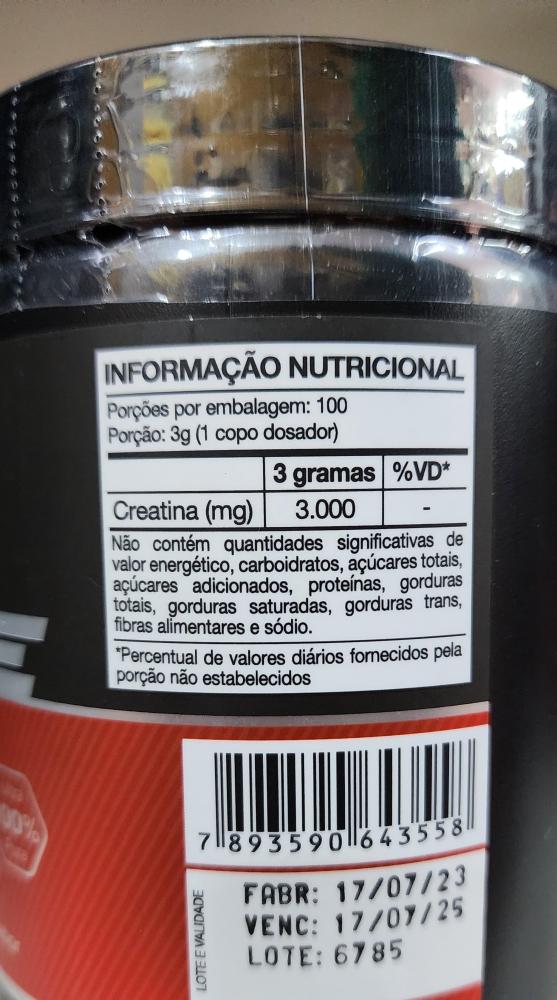 INFORMAÇÃO NUTRICIONAL
Porções por embalagem: 100
Porção: 3g (1 copo dosador)
3 gramas %VD*
Creatina (mg) 3.000 -
Não contém quantidades significativas de
valor energético, carboidratos, açúcares totais,
açúcares adicionados, proteínas, gorduras
totais, gorduras saturadas, gorduras trans,
fibras alimentares e sódio.
*Percentual de valores diários fornecidos pela
porção não estabelecidos
7 893590 643558
LOTE E VALIDADE
FABR: 17/07/23
VENC: 17/07/25
LOTE: 6785